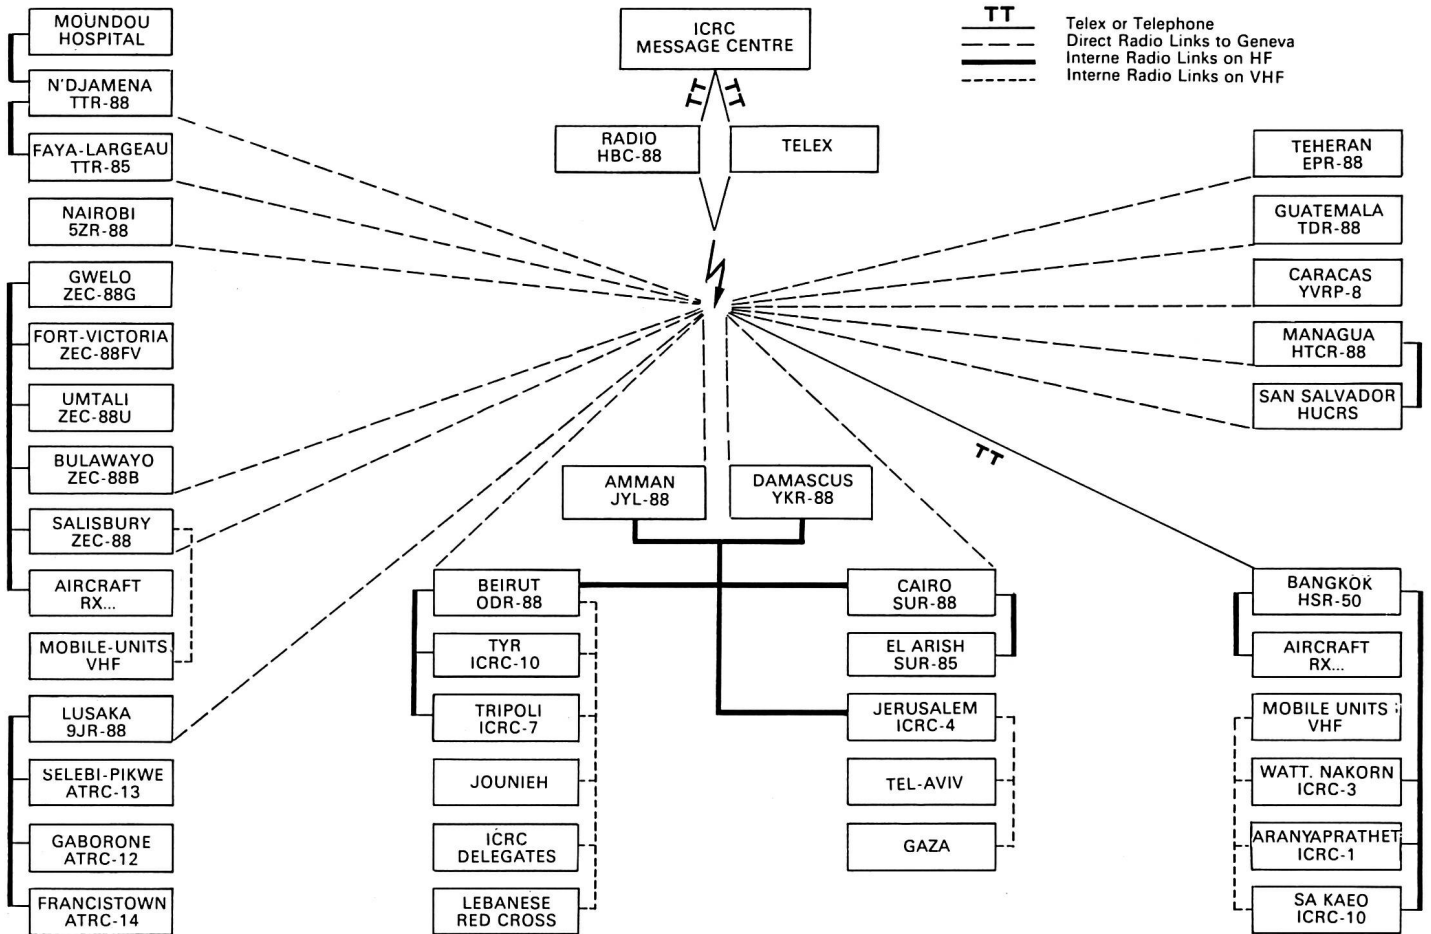 MOUNDOU
HOSPITAL
N'DJAMENA
TTR-88
FAYA-LARGEAU
TTR-85
NAIROBI
5ZR-88
GWELO
ZEC-88G
FORT-VICTORIA
ZEC-88FV
UMTALI
ZEC-88U
BULAWAYO
ZEC-88B
SALISBURY
ZEC-88
AIRCRAFT
RX...
MOBILE-UNITS
VHF
LUSAKA
9JR-88
SELEBI-PIKWE
ATRC-13
GABORONE
ATRC-12
FRANCISTOWN
ATRC-14
ICRC
MESSAGE CENTRE
TT
TT
RADIO
HBC-88
TELEX
AMMAN
JYL-88
DAMASCUS
YKR-88
BEIRUT
ODR-88
TYR
ICRC-10
TRIPOLI
ICRC-7
JOUNIEH
ICRC
DELEGATES
LEBANESE
RED CROSS
CAIRO
SUR-88
EL ARISH
SUR-85
JERUSALEM
ICRC-4
TEL-AVIV
GAZA
TT
Telex or Telephone
Direct Radio Links to Geneva
Interne Radio Links on HF
Interne Radio Links on VHF
TEHERAN
EPR-88
GUATEMALA
TDR-88
CARACAS
YVRP-8
MANAGUA
HTCR-88
SAN SALVADOR
HUCRS
TT
BANGKOK
HSR-50
AIRCRAFT
RX...
MOBILE UNITS
VHF
WATT. NAKORN
ICRC-3
ARANYAPRATHET
ICRC-1
SA KAEO
ICRC-10